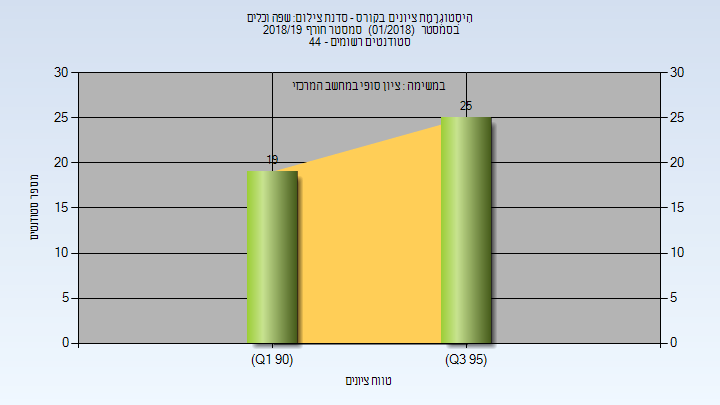 היסטוגרמת ציונים בקורס - סדנת צילום: שפה וכלים
בסמסטר (01/2018) סמסטר חורף 2018/19
סטודנטים רשומים - 44
במשימה : ציון סופי במחשב המרכזי
30
25
20
15
10
5
0
30
25
20
15
10
5
0
19
25
מספר סטודנטים
(Q1 90)
(Q3 95)
טווח ציונים